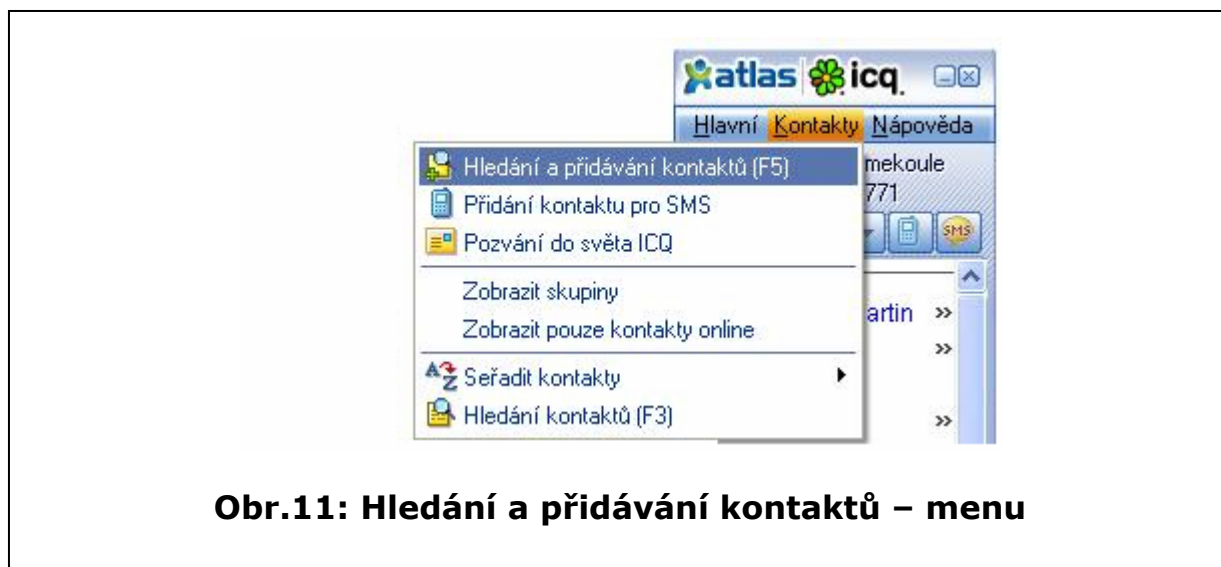 atlas icq
Hlavní Kontakty Nápověda
Hledání a přidávání kontaktů (F5)
mekoule
Přidání kontaktu pro SMS
771
SMS
Pozvání do světa ICQ
Zobrazit skupiny
artin »
Zobrazit pouze kontakty online
»
Seřadit kontakty
Hledání kontaktů (F3)
»
Obr.11: Hledání a přidávání kontaktů – menu